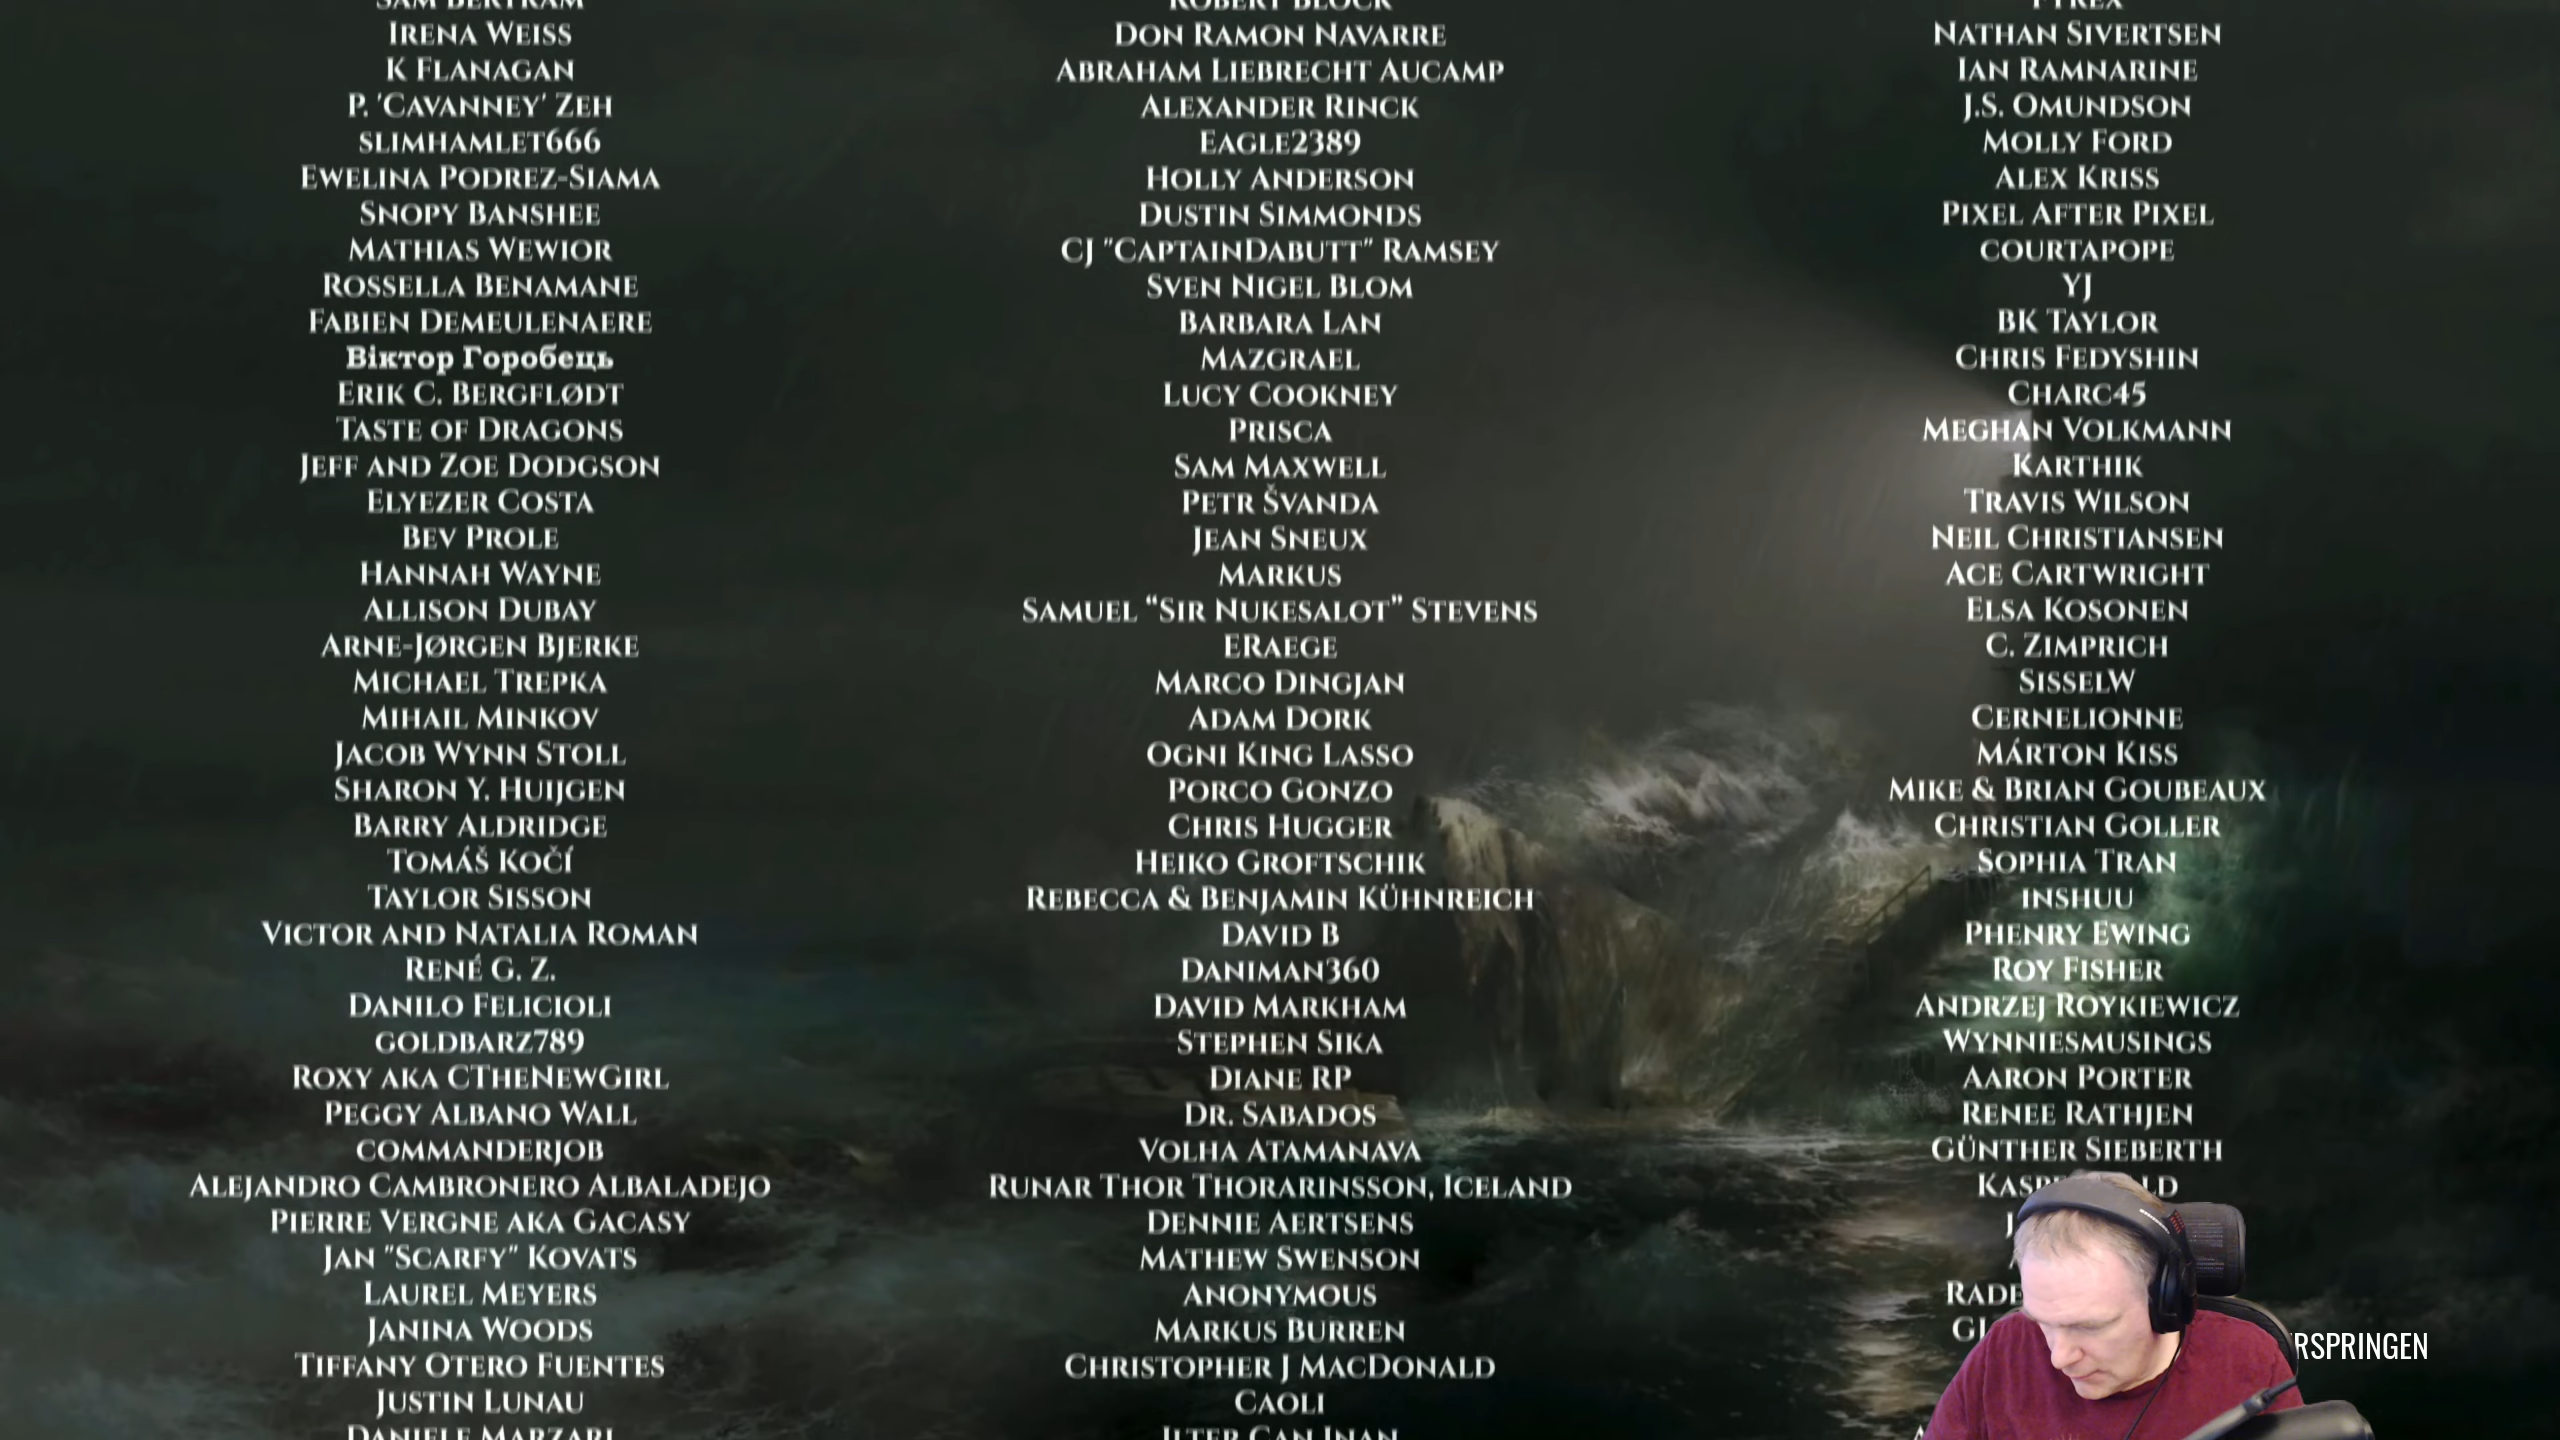 Irena Weiss
K Flanagan
P. 'Cavanney' Zeh
slimhamlet666
Ewelina Podrez-Siama
Snopy Banshee
Mathias Wewior
Rossella Benamane
Fabien Demeulenaere
Віктор Горобець
Erik C. Bergflødt
Taste of Dragons
Jeff and Zoe Dodgson
Elyezer Costa
Bev Prole
Hannah Wayne
Allison Dubay
Arne-Jørgen Bjerke
Michael Trepka
Mihail Minkov
Jacob Wynn Stoll
Sharon Y. Huijgen
Barry Aldridge
Tomáš Kočí
Taylor Sisson
Victor and Natalia Roman
René G. Z.
Danilo Felicioli
goldbarz789
Roxy aka CTheNewGirl
Peggy Albano Wall
commanderjob
Alejandro Cambronero Albaladejo
Pierre Vergne aka Gacasy
Jan "Scarfy" Kovats
Laurel Meyers
Janina Woods
Tiffany Otero Fuentes
Justin Lunau
Don Ramon Navarre
Abraham Liebrecht Aucamp
Alexander Rinck
Eagle2389
Holly Anderson
Dustin Simmonds
CJ "CaptainDabutt" Ramsey
Sven Nigel Blom
Barbara Lan
Mazgrael
Lucy Cookney
Prisca
Sam Maxwell
Petr Švanda
Jean Sneux
Markus
Samuel “Sir Nukesalot” Stevens
ERaege
Marco Dingjan
Adam Dork
Ogni King Lasso
Porco Gonzo
Chris Hugger
Heiko Groftschik
Rebecca & Benjamin Kühnreich
David B
Daniman360
David Markham
Stephen Sika
Diane RP
Dr. Sabados
Volha Atamanava
Runar Thor Thorarinsson, Iceland
Dennie Aertsens
Mathew Swenson
Anonymous
Markus Burren
Christopher J MacDonald
Caoli
Nathan Sivertsen
Ian Ramnarine
J.S. Omundson
Molly Ford
Alex Kriss
Pixel After Pixel
courtapope
YJ
BK Taylor
Chris Fedyshin
Charc45
Meghan Volkmann
Karthik
Travis Wilson
Neil Christiansen
Ace Cartwright
Elsa Kosonen
C. Zimprich
SisselW
Cernelionne
Márton Kiss
Mike & Brian Goubeaux
Christian Goller
Sophia Tran
inshuu
Phenry Ewing
Roy Fisher
Andrzej Roykiewicz
Wynniesmusings
Aaron Porter
Renee Rathjen
Günther Sieberth